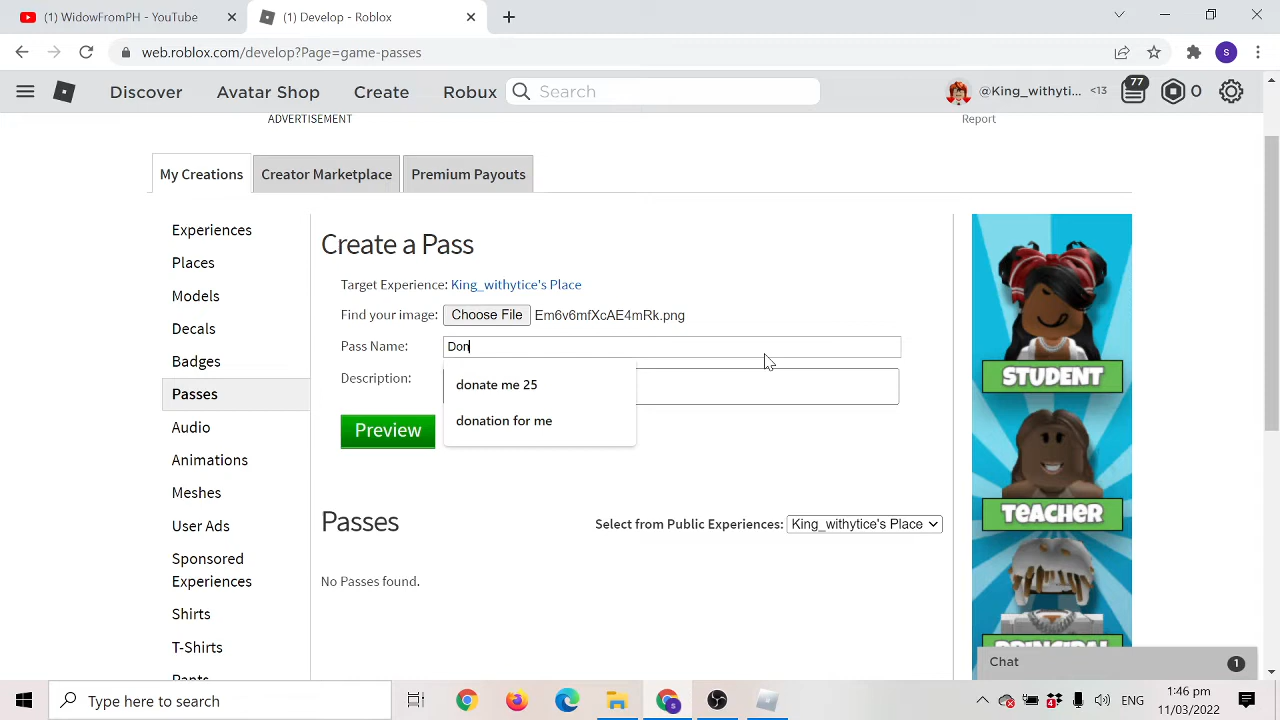 (1) WidowFromPH - YouTube
(1) Develop - Roblox
web.roblox.com/develop?Page=game-passes
S
Discover
Avatar Shop
Create
Robux
Search
@King_withyti...
<13
77
0
ADVERTISEMENT
Report
My Creations
Creator Marketplace
Premium Payouts
Experiences
Places
Models
Decals
Badges
Passes
Audio
Animations
Meshes
User Ads
Sponsored
Experiences
Shirts
T-Shirts
Create a Pass
Target Experience: King_withytice's Place
Find your image: Choose File Em6v6mfXcAE4mRk.png
Pass Name: Don
Description:
donate me 25
donation for me
Preview
Passes
Select from Public Experiences: King_withytice's Place
No Passes found.
STUDENT
TEACHER
PRINCIPAL
Chat
1
Type here to search
S
4
ENG
1:46 pm
11/03/2022